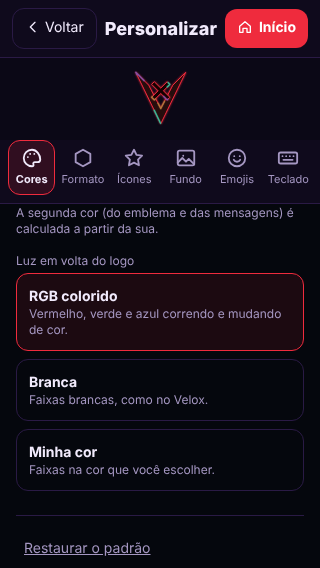 Voltar
Personalizar
Início
Cores
Formato
Ícones
Fundo
Emojis
Teclado
A segunda cor (do emblema e das mensagens) é
calculada a partir da sua.
Luz em volta do logo
RGB colorido
Vermelho, verde e azul correndo e mudando
de cor.
Branca
Faixas brancas, como no Velox.
Minha cor
Faixas na cor que você escolher.
Restaurar o padrão